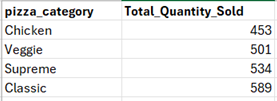 pizza_category Total_Quantity_Sold
Chicken 453
Veggie 501
Supreme 534
Classic 589